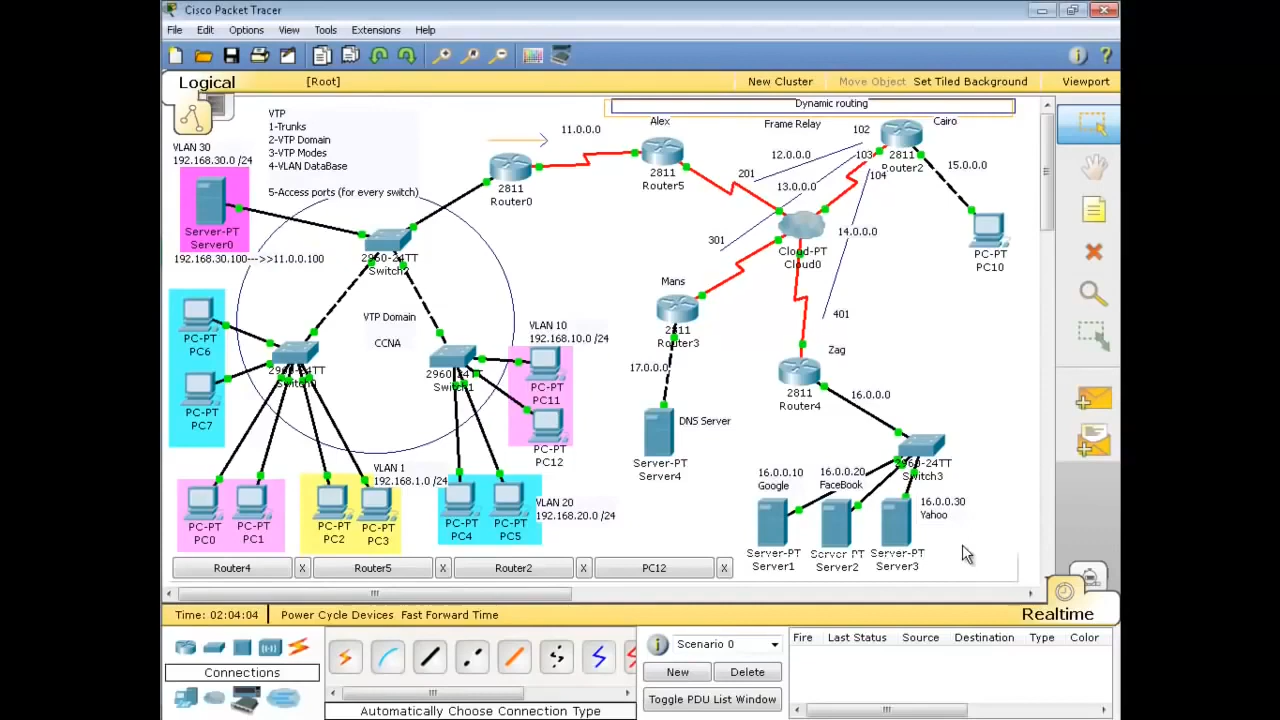 Cisco Packet Tracer
File Edit Options View Tools Extensions Help
Logical
[Root]
New Cluster
Move Object
Set Tiled Background
Viewport
VTP
1-Trunks
2-VTP Domain
3-VTP Modes
4-VLAN DataBase
5-Access ports (for every switch)
VLAN 30
192.168.30.0 /24
Server-PT
Server0
192.168.30.100--->>11.0.0.100
Dynamic routing
11.0.0.0
2811
Router0
Alex
2811
Router5
Frame Relay
Cairo
2811
Router2
102
103
104
12.0.0.0
13.0.0.0
14.0.0.0
15.0.0.0
201
301
401
PC-PT
PC10
Cloud-PT
Cloud0
2960-24TT
Mans
2811
Router3
17.0.0.0
DNS Server
Server-PT
Server4
Zag
2811
Router4
16.0.0.0
2960-24TT
Switch3
16.0.0.10
Google
16.0.0.20
FaceBook
16.0.0.30
Yahoo
Server-PT
Server1
Server-PT
Server2
Server-PT
Server3
VTP Domain
CCNA
PC-PT
PC6
PC-PT
PC7
2960-24TT
Switch0
2960-24TT
Switch1
VLAN 10
192.168.10.0 /24
PC-PT
PC11
PC-PT
PC12
VLAN 1
192.168.1.0 /24
VLAN 20
192.168.20.0 /24
PC-PT
PC0
PC-PT
PC1
PC-PT
PC2
PC-PT
PC3
PC-PT
PC4
PC-PT
PC5
Router4 X Router5 X Router2 X PC12 X
Time: 02:04:04
Power Cycle Devices Fast Forward Time
Realtime
Connections
Automatically Choose Connection Type
Scenario 0
New
Delete
Toggle PDU List Window
Fire Last Status Source Destination Type Color